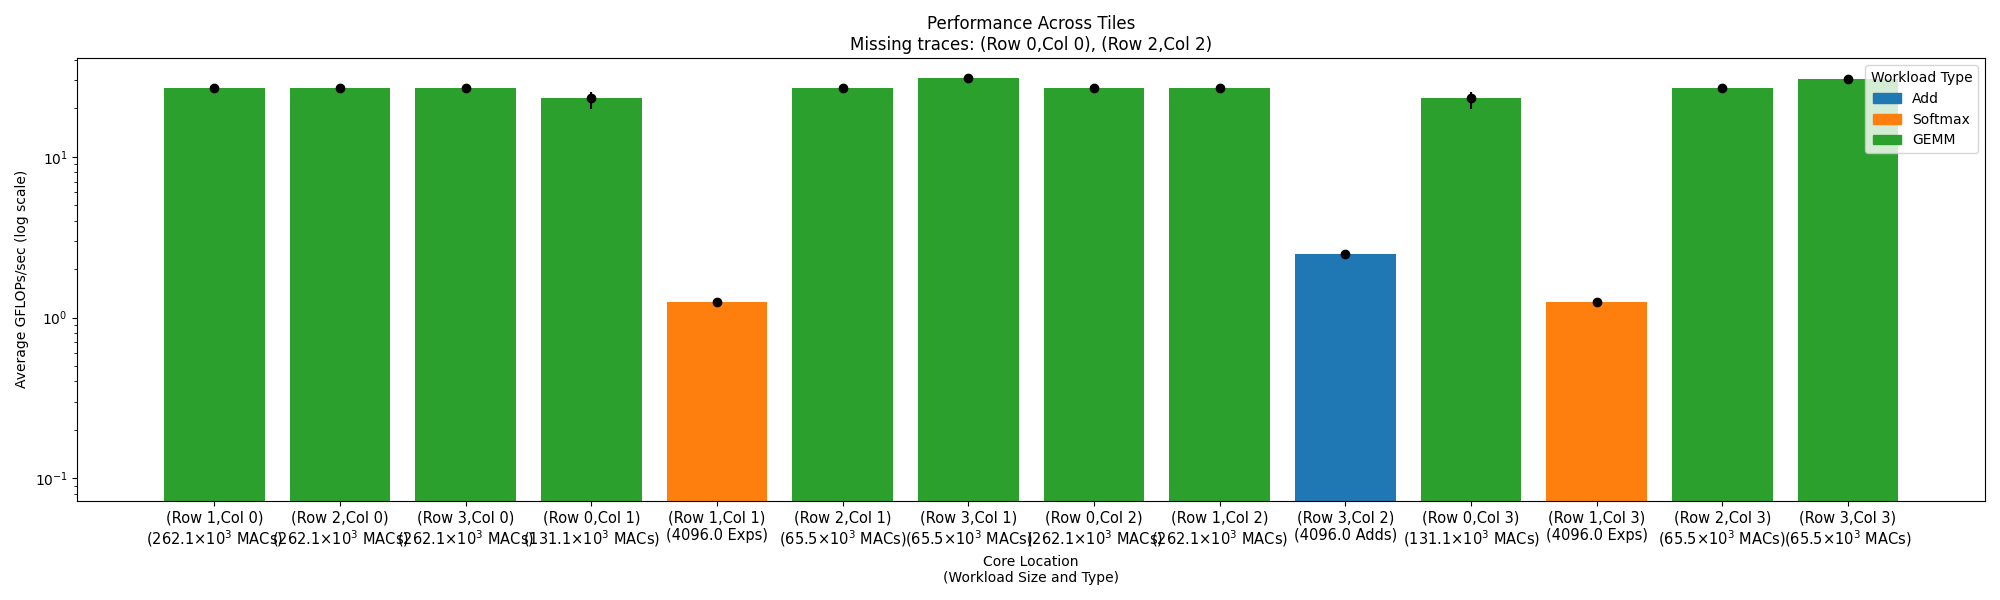 Performance Across Tiles
Missing traces: (Row 0,Col 0), (Row 2,Col 2)
Average GFLOPs/sec (log scale)
10¹
10⁰
10⁻¹
Workload Type
Add
Softmax
GEMM
(Row 1,Col 0) (Row 2,Col 0) (Row 3,Col 0) (Row 0,Col 1) (Row 1,Col 1) (Row 2,Col 1) (Row 3,Col 1) (Row 0,Col 2) (Row 1,Col 2) (Row 3,Col 2) (Row 0,Col 3) (Row 1,Col 3) (Row 2,Col 3) (Row 3,Col 3)
(262.1×10³ MACs) (262.1×10³ MACs) (262.1×10³ MACs) (131.1×10³ MACs) (4096.0 Exps) (65.5×10³ MACs) (65.5×10³ MACs) (262.1×10³ MACs) (262.1×10³ MACs) (4096.0 Adds) (131.1×10³ MACs) (4096.0 Exps) (65.5×10³ MACs) (65.5×10³ MACs)
Core Location
(Workload Size and Type)